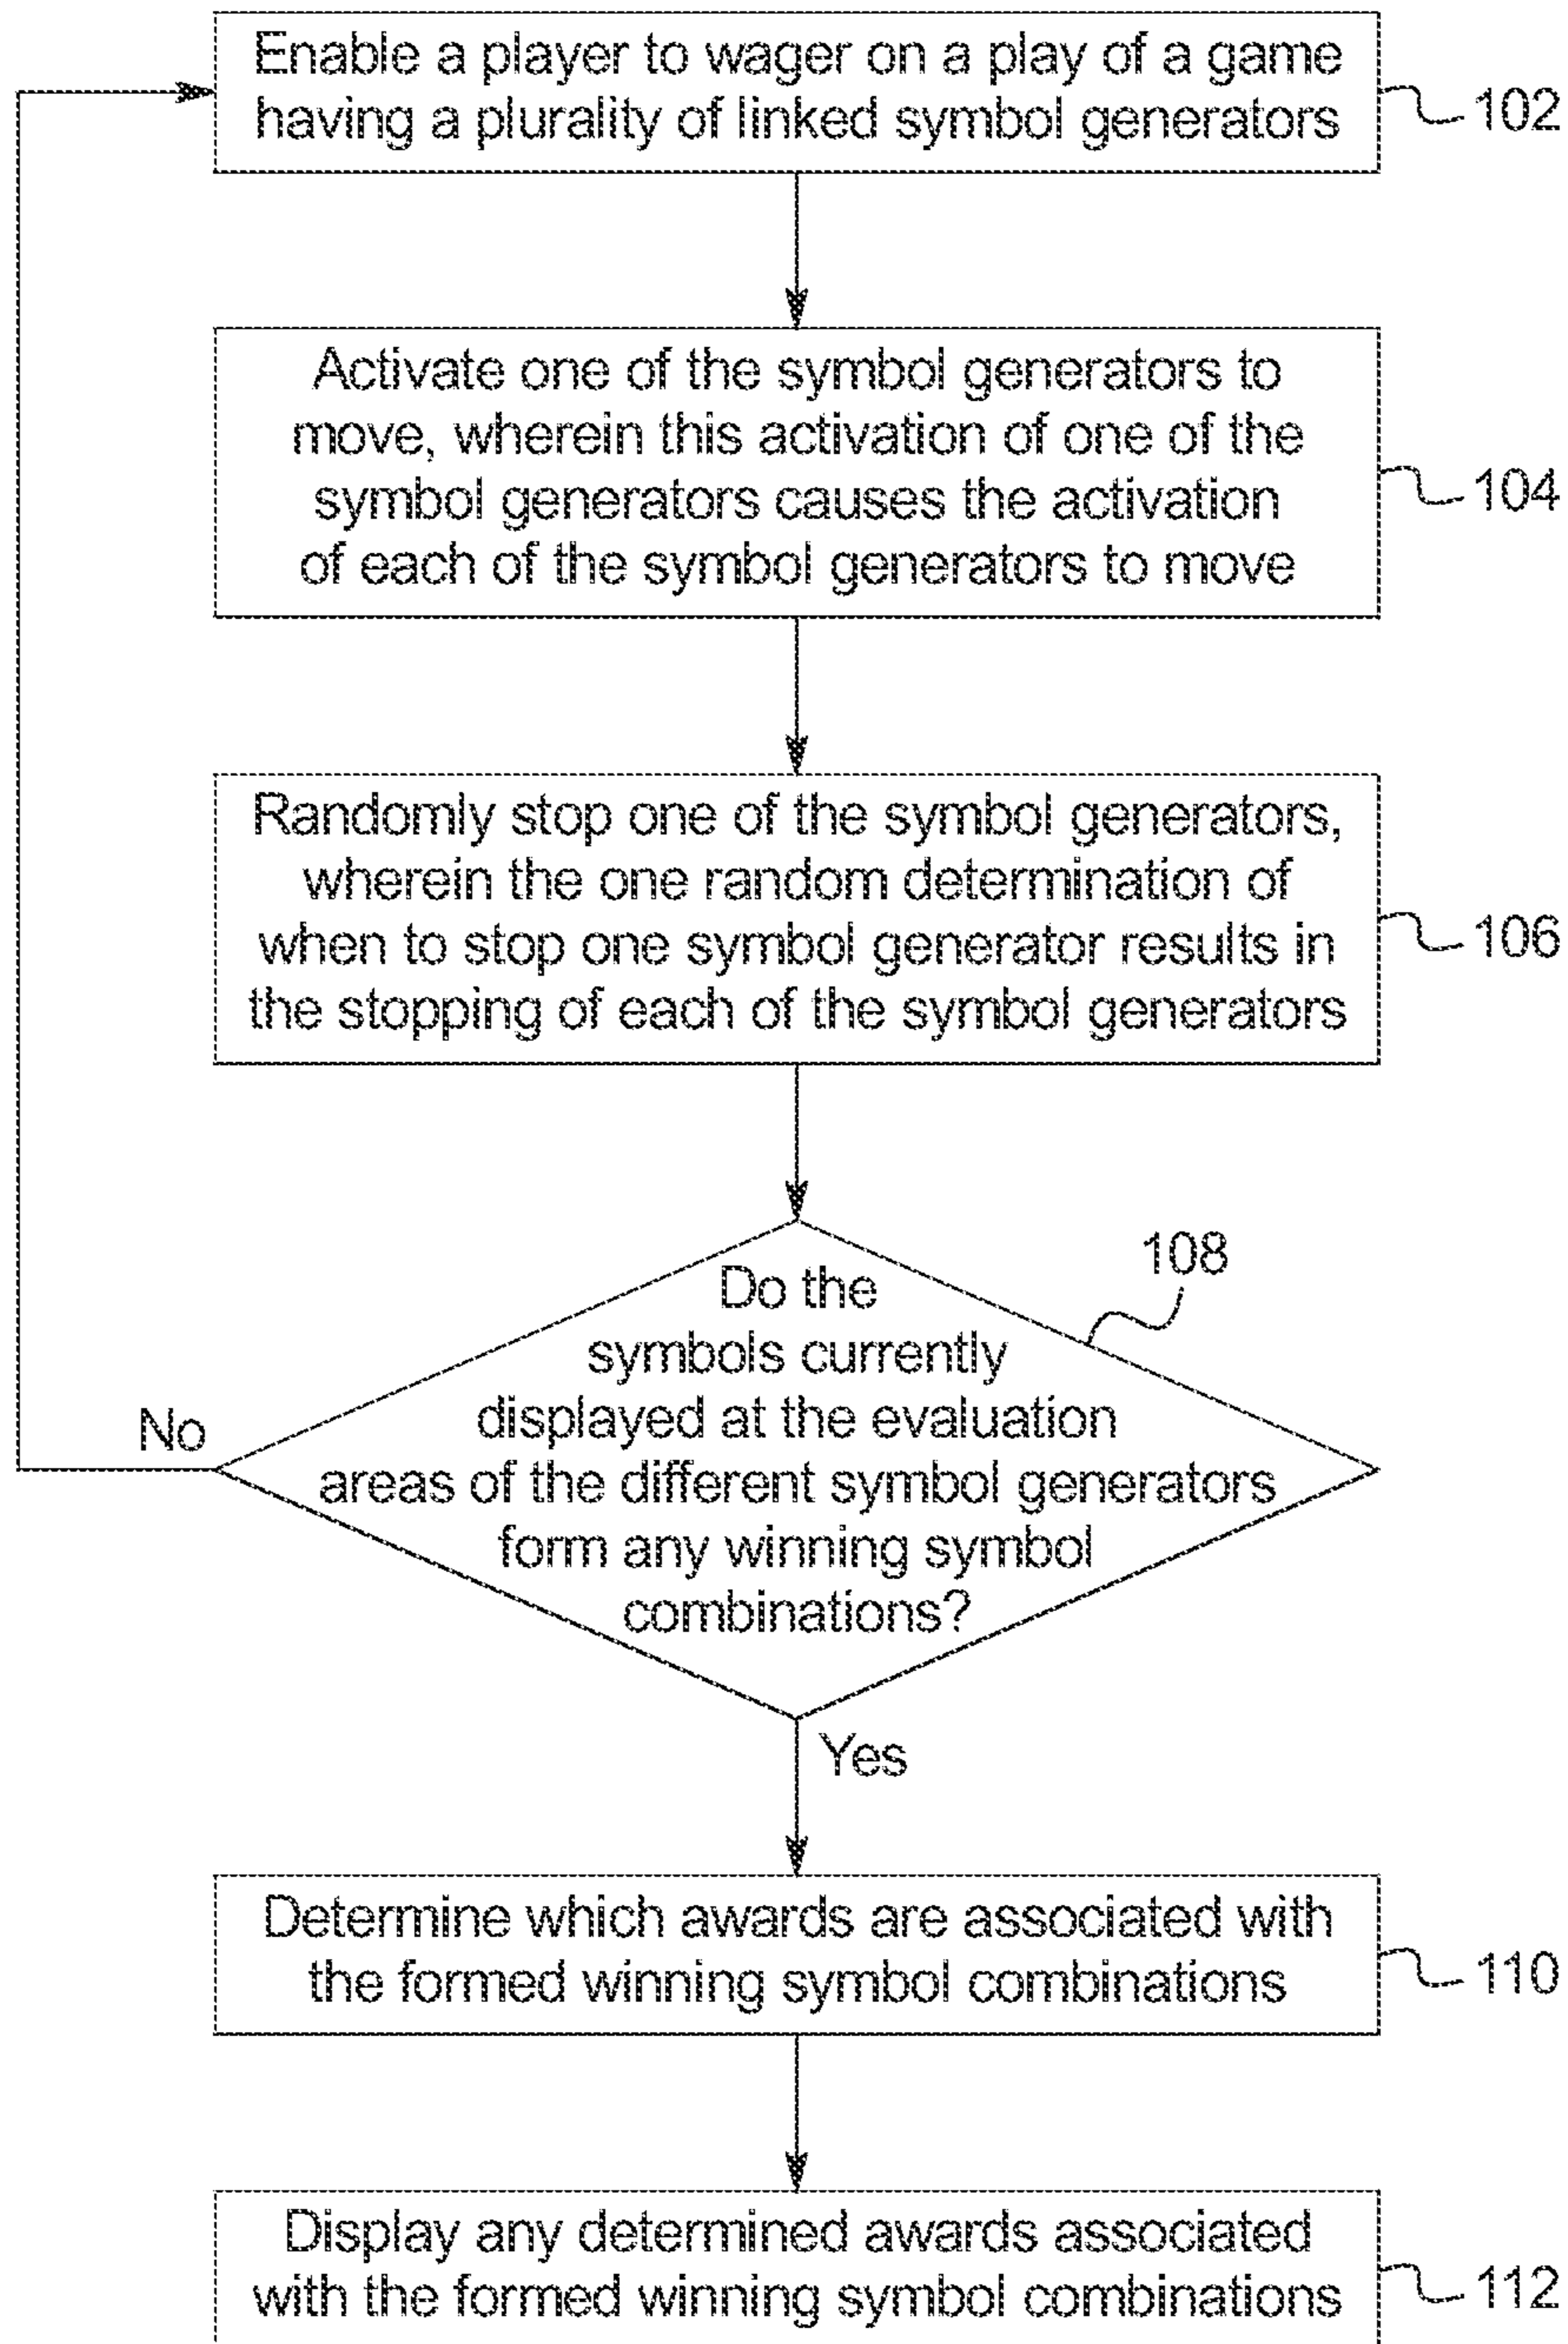 Enable a player to wager on a play of a game
having a plurality of linked symbol generators
102
Activate one of the symbol generators to
move, wherein this activation of one of the
symbol generators causes the activation
of each of the symbol generators to move
104
Randomly stop one of the symbol generators,
wherein the one random determination of
when to stop one symbol generator results in
the stopping of each of the symbol generators
106
108
Do the
symbols currently
displayed at the evaluation
areas of the different symbol generators
form any winning symbol
combinations?
No
Yes
Determine which awards are associated with
the formed winning symbol combinations
110
Display any determined awards associated
with the formed winning symbol combinations
112